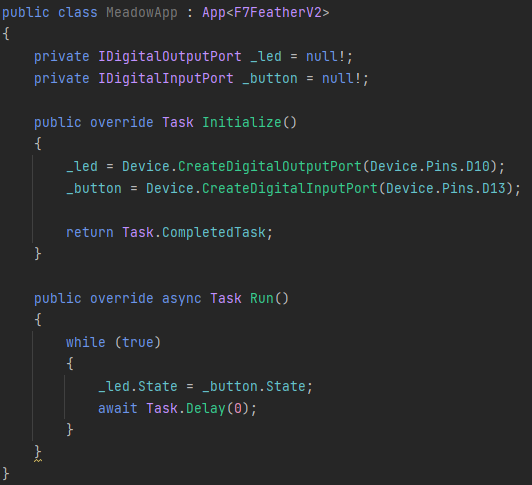 public class MeadowApp : App<F7FeatherV2>
{
    private IDigitalOutputPort _led = null!;
    private IDigitalInputPort _button = null!;

    public override Task Initialize()
    {
        _led = Device.CreateDigitalOutputPort(Device.Pins.D10);
        _button = Device.CreateDigitalInputPort(Device.Pins.D13);

        return Task.CompletedTask;
    }

    public override async Task Run()
    {
        while (true)
        {
            _led.State = _button.State;
            await Task.Delay(0);
        }
    }
}